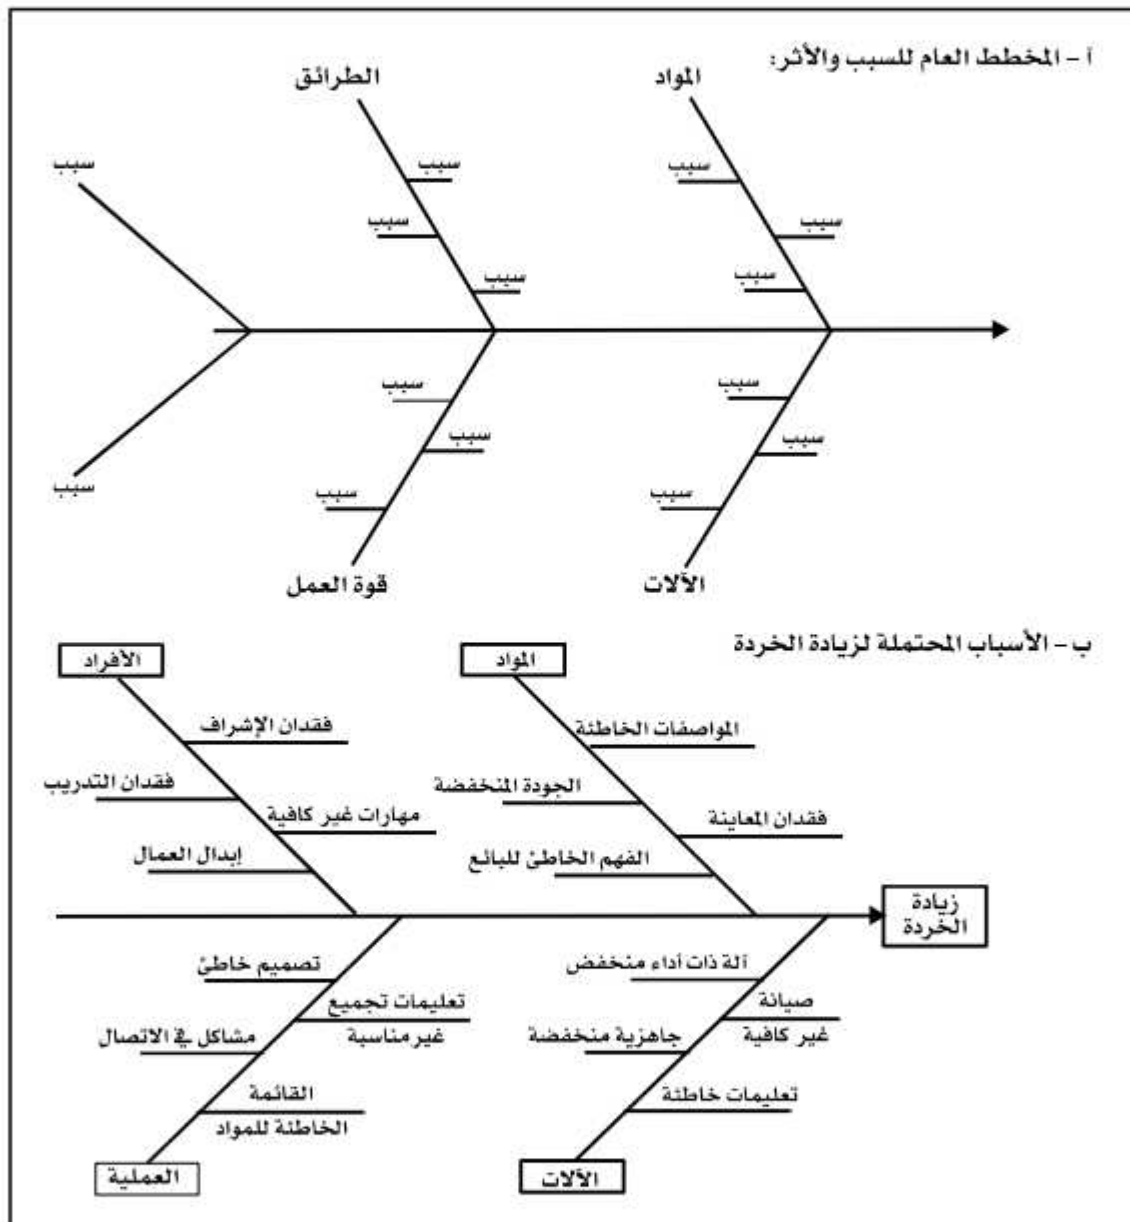 أ - المخطط العام للسبب والأثر:
المواد
الطرائق
سبب
سبب
سبب
سبب
سبب
سبب
سبب
سبب
سبب
سبب
سبب
سبب
سبب
سبب
الآلات
قوة العمل
ب - الأسباب المحتملة لزيادة الخردة
المواد
الأفراد
المواصفات الخاطئة
فقدان الإشراف
الجودة المنخفضة
فقدان التدريب
فقدان المعاينة
مهارات غير كافية
الفهم الخاطئ للبائع
إبدال العمال
زيادة
الخردة
آلة ذات أداء منخفض
تصميم خاطئ
صيانة
غير كافية
تعليمات تجميع
غير مناسبة
جاهزية منخفضة
مشاكل في الاتصال
تعليمات خاطئة
القائمة
الخاطئة للمواد
الآلات
العملية